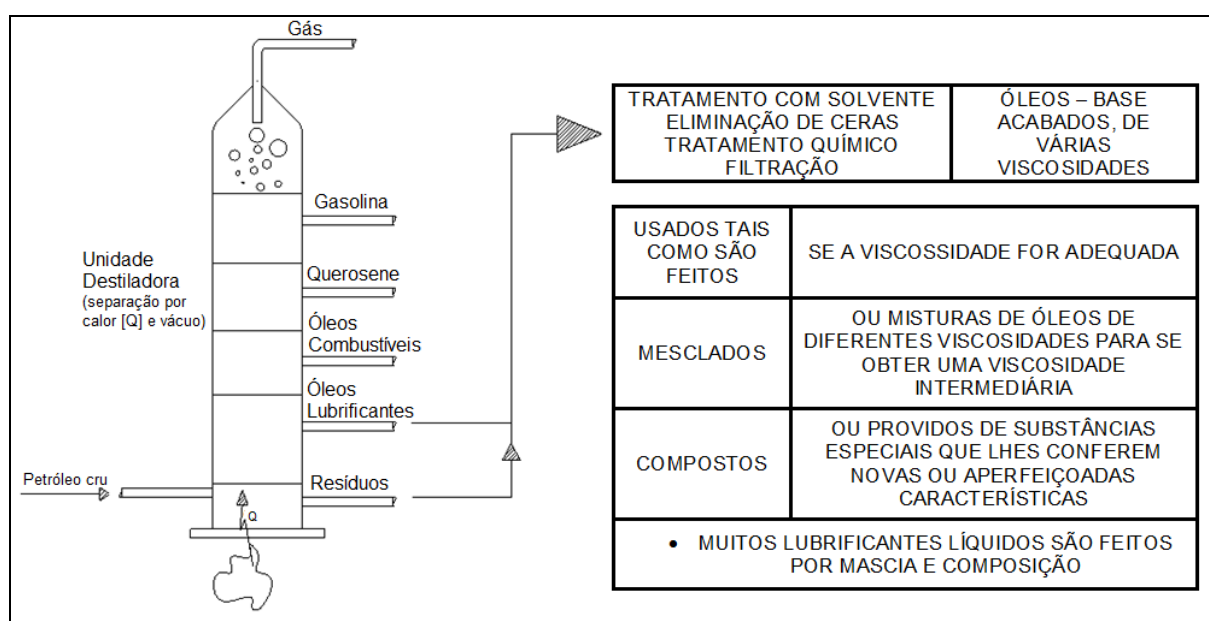 Gás
Gasolina
Unidade
Destiladora
(separação por
calor [Q] e vácuo)
Querosene
Óleos
Combustíveis
Óleos
Lubrificantes
Petróleo cru
Resíduos
Q
TRATAMENTO COM SOLVENTE
ELIMINAÇÃO DE CERAS
TRATAMENTO QUÍMICO
FILTRAÇÃO
ÓLEOS – BASE
ACABADOS, DE
VÁRIAS
VISCOSIDADES
USADOS TAIS
COMO SÃO
FEITOS
SE A VISCOSSIDADE FOR ADEQUADA
MESCLADOS
OU MISTURAS DE ÓLEOS DE
DIFERENTES VISCOSIDADES PARA SE
OBTER UMA VISCOSIDADE
INTERMEDIÁRIA
COMPOSTOS
OU PROVIDOS DE SUBSTÂNCIAS
ESPECIAIS QUE LHES CONFEREM
NOVAS OU APERFEIÇOADAS
CARACTERÍSTICAS
• MUITOS LUBRIFICANTES LÍQUIDOS SÃO FEITOS
POR MASCIA E COMPOSIÇÃO